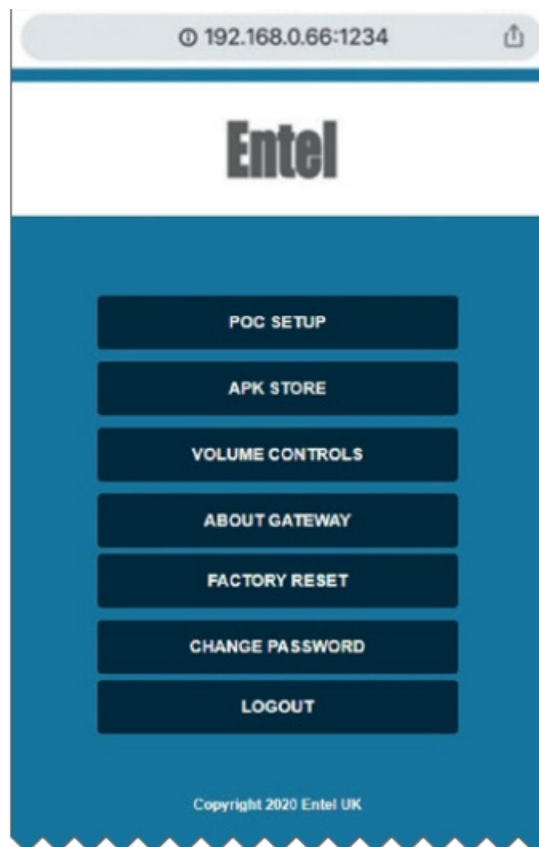 192.168.0.66:1234
Entel
POC SETUP
APK STORE
VOLUME CONTROLS
ABOUT GATEWAY
FACTORY RESET
CHANGE PASSWORD
LOGOUT
Copyright 2020 Entel UK